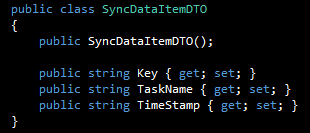 public class SyncDataItemDTO
{
public SyncDataItemDTO();
public string Key { get; set; }
public string TaskName { get; set; }
public string TimeStamp { get; set; }
}